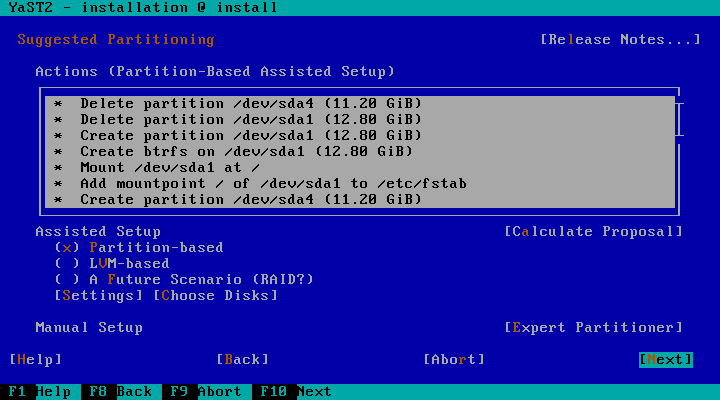 YaST2 - installation @ install
Suggested Partitioning [Release Notes...]
Actions (Partition-Based Assisted Setup)
* Delete partition /dev/sda4 (11.20 GiB)
* Delete partition /dev/sda1 (12.80 GiB)
* Create partition /dev/sda1 (12.80 GiB)
* Create btrfs on /dev/sda1 (12.80 GiB)
* Mount /dev/sda1 at /
* Add mountpoint / of /dev/sda1 to /etc/fstab
* Create partition /dev/sda4 (11.20 GiB)
Assisted Setup [Calculate Proposal]
(x) Partition-based
( ) LVM-based
( ) A Future Scenario (RAID?)
[Settings] [Choose Disks]
Manual Setup [Expert Partitioner]
[Help] [Back] [Abort] [Next]
F1 Help F8 Back F9 Abort F10 Next